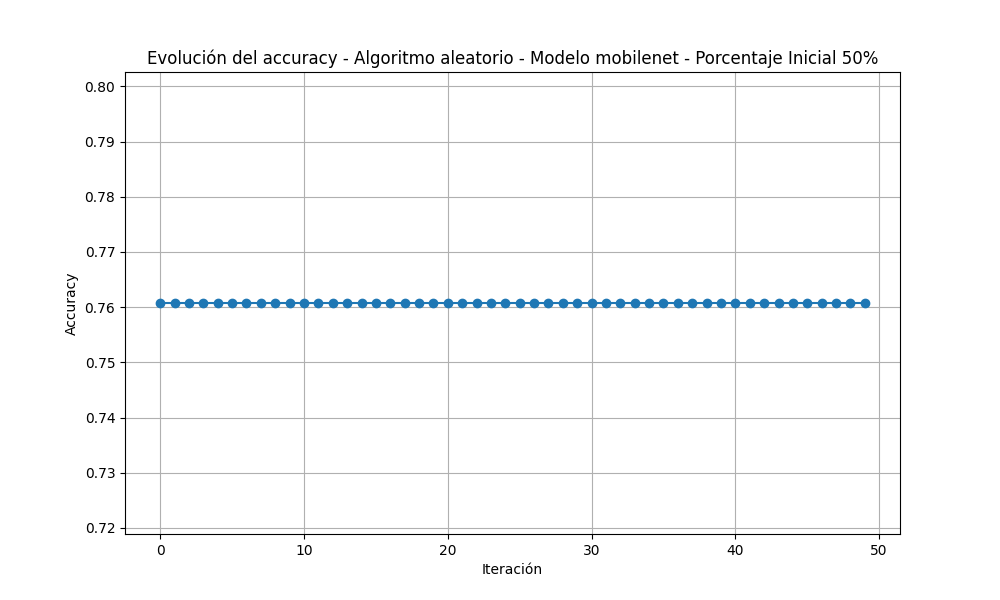 Evolución del accuracy - Algoritmo aleatorio - Modelo mobilenet - Porcentaje Inicial 50%
0.80
0.79
0.78
0.77
0.76
0.75
0.74
0.73
0.72
Accuracy
0 10 20 30 40 50
Iteración